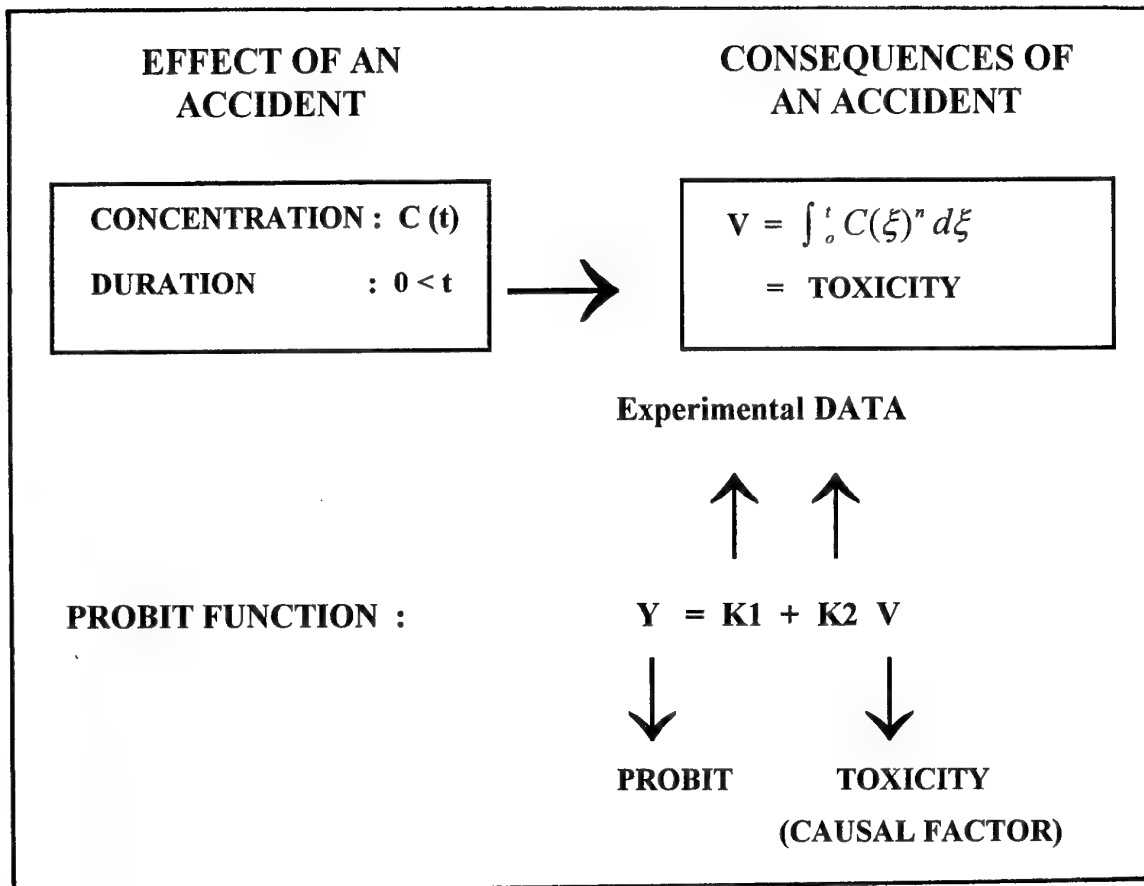 EFFECT OF AN
ACCIDENT
CONSEQUENCES OF
AN ACCIDENT
CONCENTRATION : C (t)
DURATION : 0 < t
V = ∫₀ᵗ C(ξ)ⁿ dξ
= TOXICITY
Experimental DATA
PROBIT FUNCTION : Y = K1 + K2 V
PROBIT TOXICITY
(CAUSAL FACTOR)